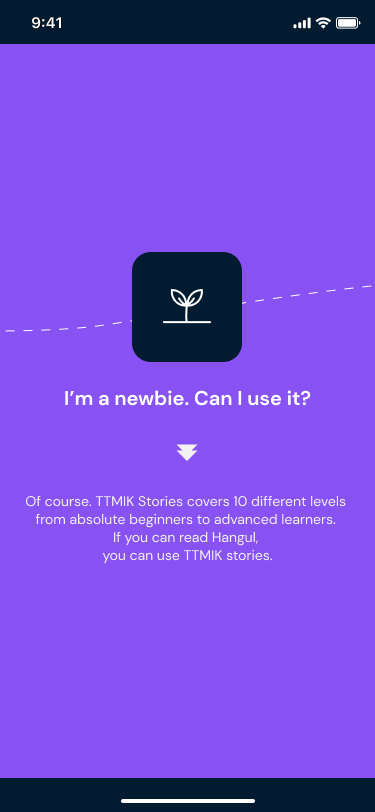 9:41
I’m a newbie. Can I use it?
Of course. TTMIK Stories covers 10 different levels
from absolute beginners to advanced learners.
If you can read Hangul,
you can use TTMIK stories.